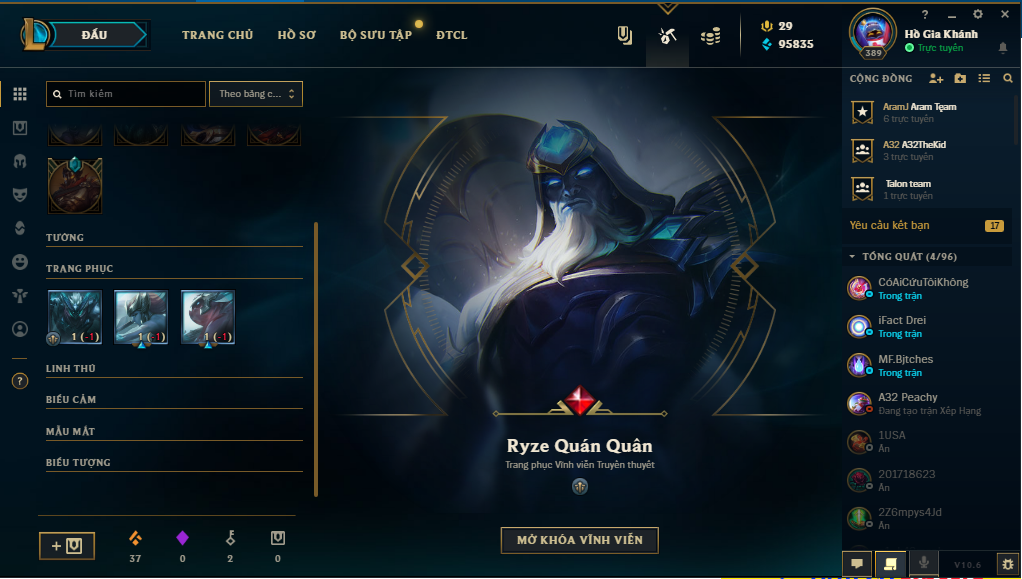 ĐẤU
TRANG CHỦ
HỒ SƠ
BỘ SƯU TẬP
ĐTCL
29
95835
?
389
Hồ Gia Khánh
Trực tuyến
CỘNG ĐỒNG
Tìm kiếm
Theo bảng c...
AramJ Aram Team
6 trực tuyến
A32 A32TheKid
3 trực tuyến
Talon team
1 trực tuyến
Yêu cầu kết bạn
17
TỔNG QUÁT (4/96)
CóAiCứuTôiKhông
Trong trận
iFact Drei
Trong trận
MF.Bjtches
Trong trận
A32 Peachy
Đang tạo trận Xếp Hạng
1USA
Ẩn
201718623
Ẩn
2Z6mpys4Jd
Ẩn
TƯỚNG
TRANG PHỤC
1 (-1)
1 (-1)
1 (-1)
LINH THÚ
BIỂU CẢM
MẪU MẮT
BIỂU TƯỢNG
?
Ryze Quán Quân
Trang phục Vĩnh viễn Truyền thuyết
MỞ KHÓA VĨNH VIỄN
+
37
0
2
0
V10.6